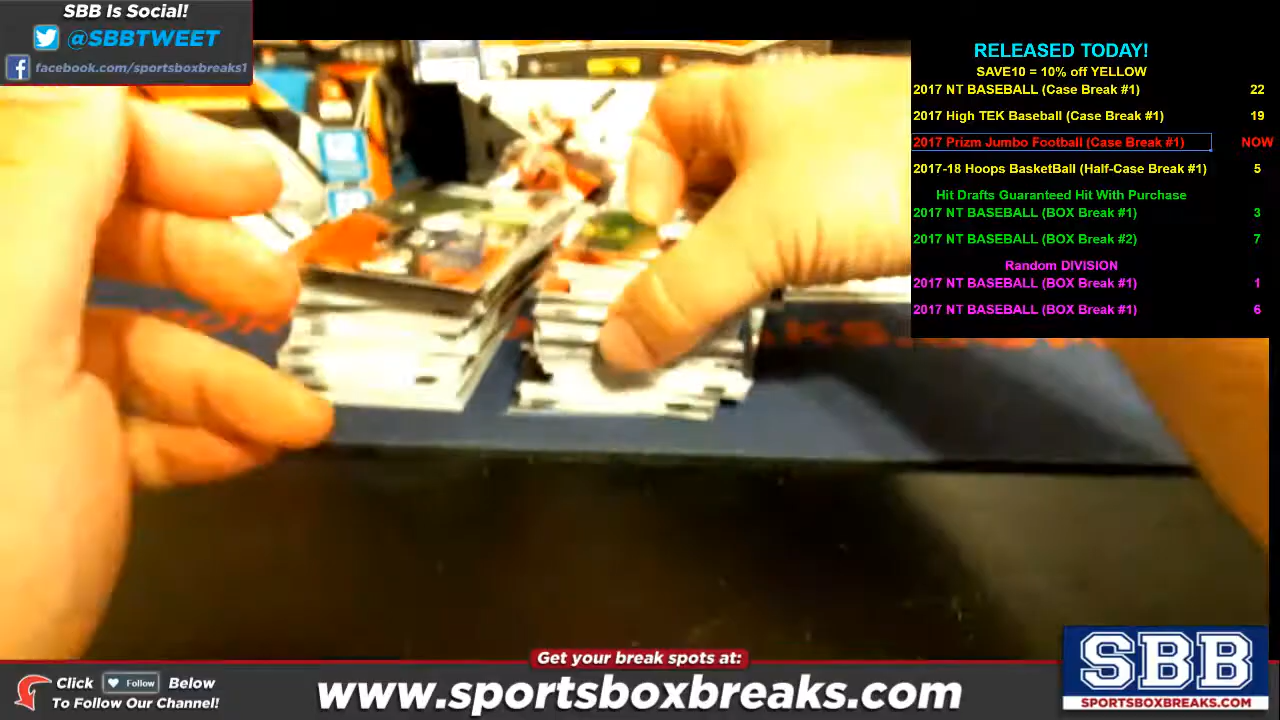 SBB Is Social!
@SBBTWEET
facebook.com/sportsboxbreaks1
RELEASED TODAY!
SAVE10 = 10% off YELLOW
2017 NT BASEBALL (Case Break #1) 22
2017 High TEK Baseball (Case Break #1) 19
2017 Prizm Jumbo Football (Case Break #1) NOW
2017-18 Hoops BasketBall (Half-Case Break #1) 5
Hit Drafts Guaranteed Hit With Purchase
2017 NT BASEBALL (BOX Break #1) 3
2017 NT BASEBALL (BOX Break #2) 7
Random DIVISION
2017 NT BASEBALL (BOX Break #1) 1
2017 NT BASEBALL (BOX Break #1) 6
Get your break spots at:
Click Follow Below
To Follow Our Channel!
www.sportsboxbreaks.com
SBB
SPORTSBOXBREAKS.COM